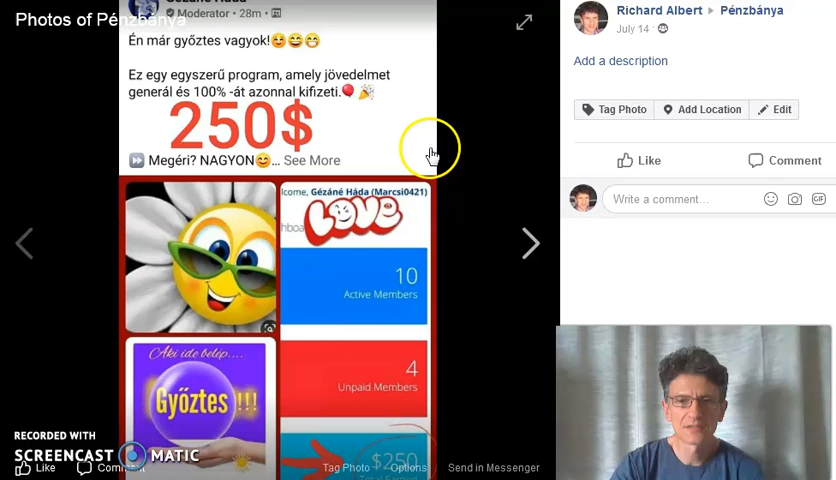 Photos of Pénzbánya
Gézáné Háda
Moderator • 28m •
Én már győztes vagyok!
Ez egy egyszerű program, amely jövedelmet
generál és 100% -át azonnal kifizeti.
250$
Megéri? NAGYON... See More
lcome, Gézáné Háda (Marcsi0421)
LOVE
hboa
10
Active Members
4
Unpaid Members
$250
Aki ide belép....
Győztes !!!
RECORDED WITH
SCREENCAST MATIC
Like
Comment
Tag Photo
Options
Send in Messenger
Richard Albert ▸ Pénzbánya
July 14
Add a description
Tag Photo
Add Location
Edit
Like
Comment
Write a comment...
GIF